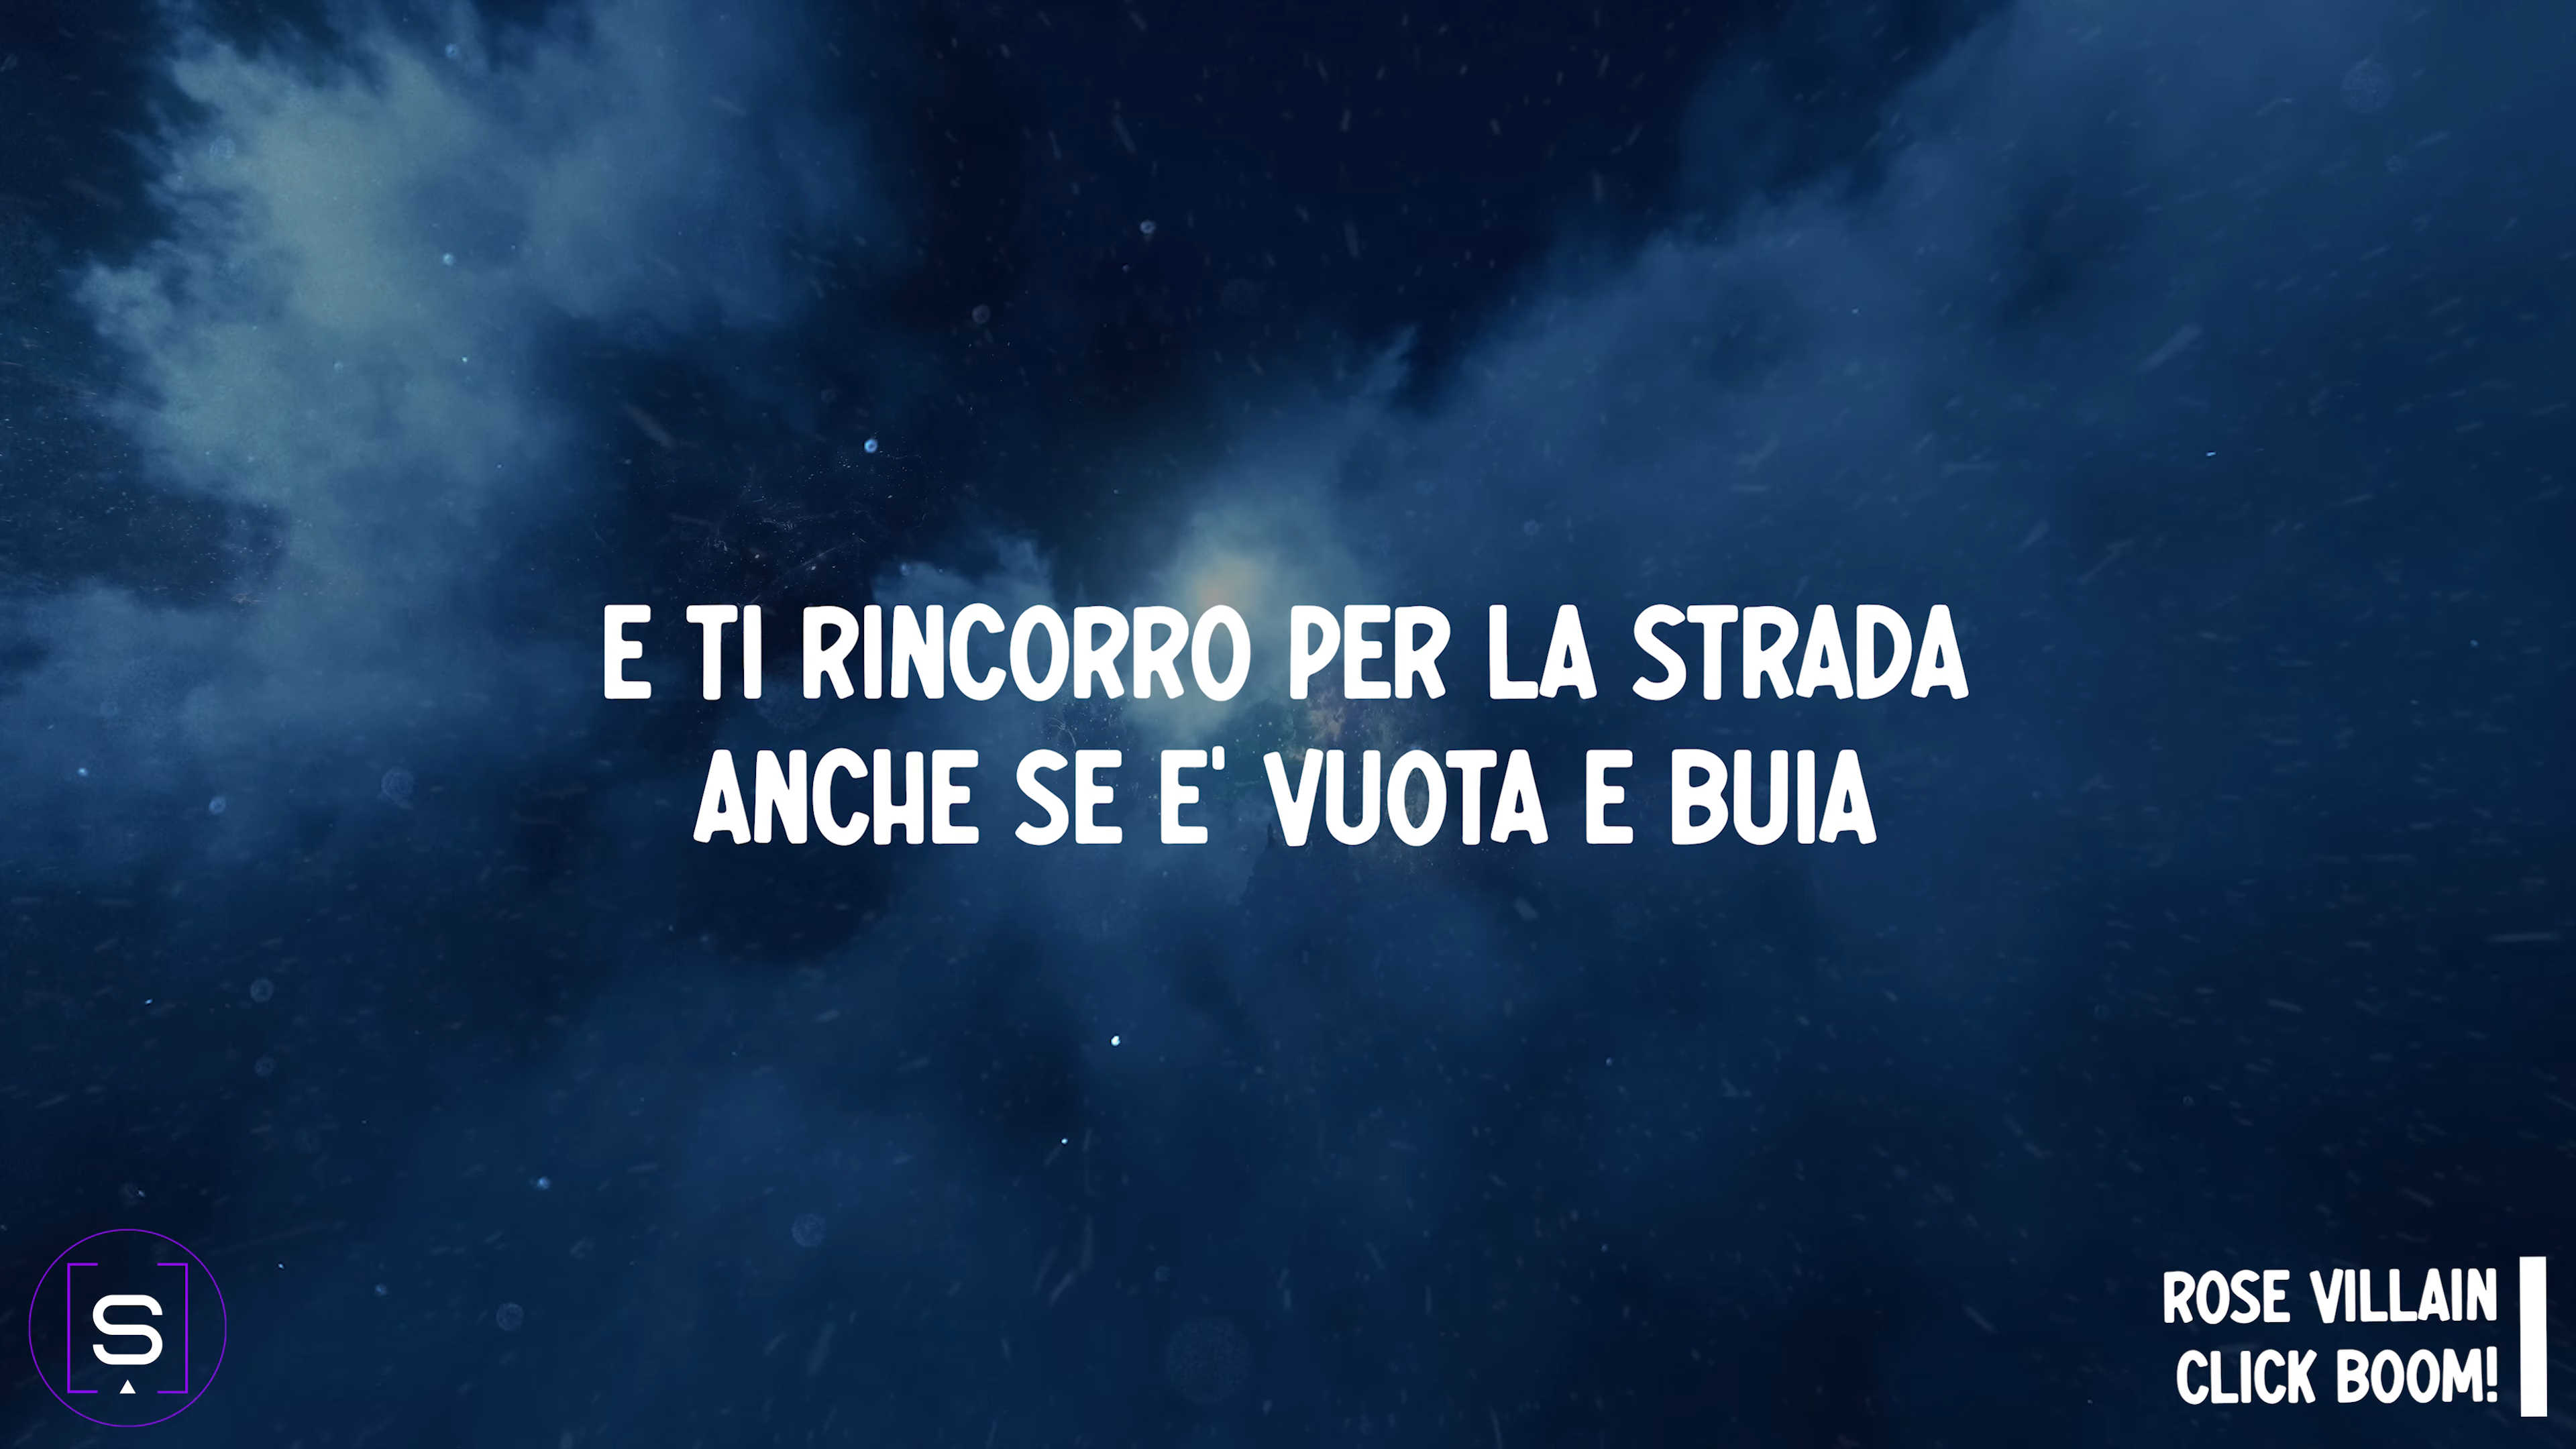 E TI RINCORRO PER LA STRADA
ANCHE SE E' VUOTA E BUIA
S
ROSE VILLAIN
CLICK BOOM!